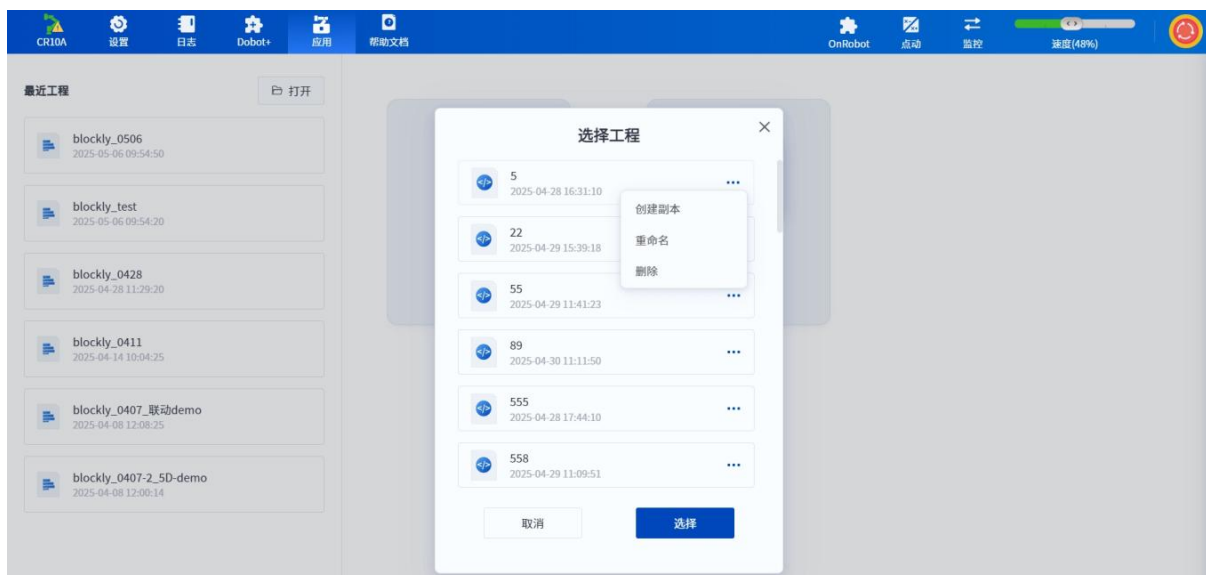 CR10A
设置
日志
Dobot+
应用
帮助文档
OnRobot
点动
监控
速度(48%)
最近工程
打开
blockly_0506
2025-05-06 09:54:50
blockly_test
2025-05-06 09:54:20
blockly_0428
2025-04-28 11:29:20
blockly_0411
2025-04-14 10:04:25
blockly_0407_联动demo
2025-04-08 12:08:25
blockly_0407-2_5D-demo
2025-04-08 12:00:14
选择工程
5
2025-04-28 16:31:10
创建副本
重命名
删除
22
2025-04-29 15:39:18
55
2025-04-29 11:41:23
89
2025-04-30 11:11:50
555
2025-04-28 17:44:10
558
2025-04-29 11:09:51
取消
选择